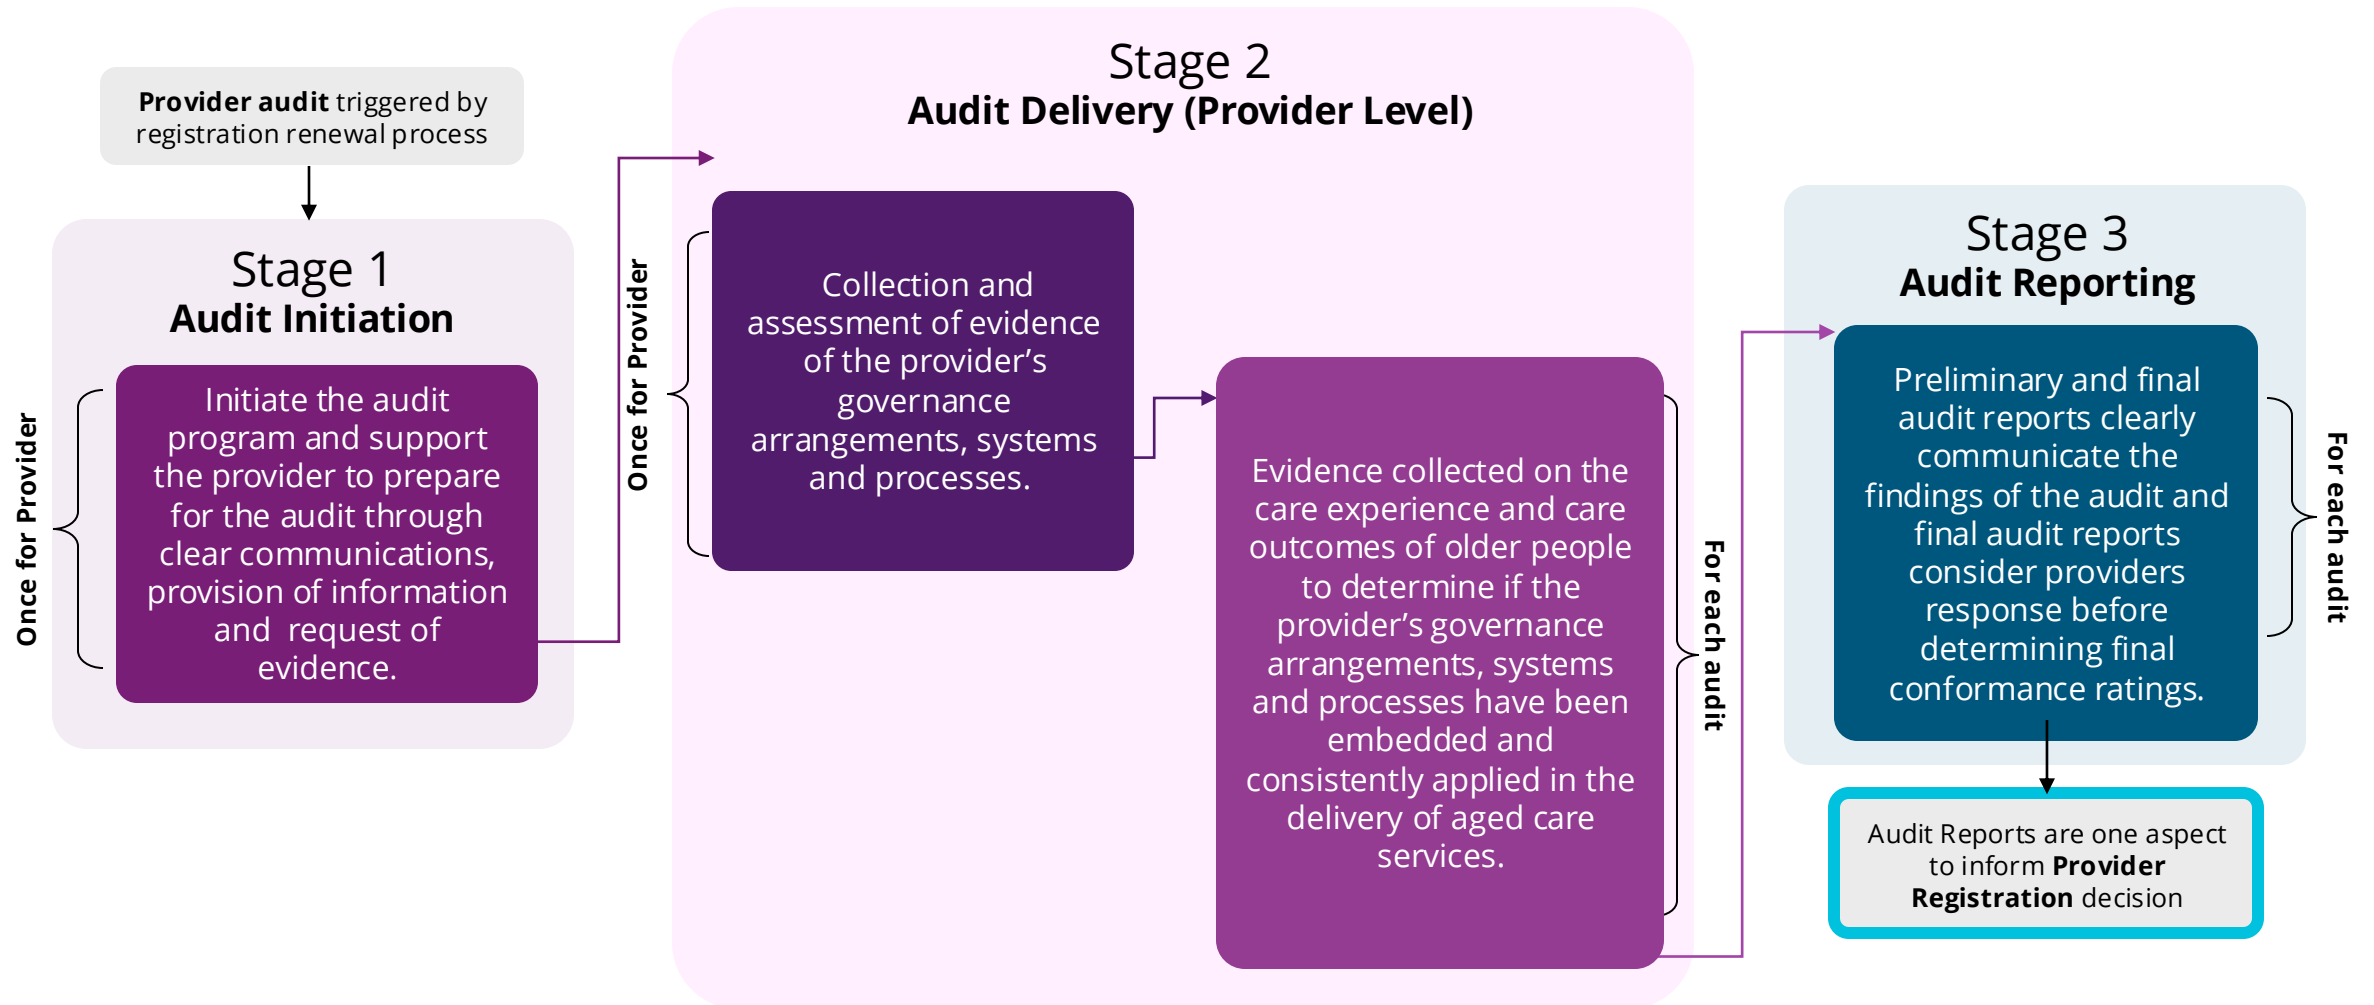 Provider audit triggered by
registration renewal process
Stage 1
Audit Initiation
Once for Provider
Initiate the audit
program and support
the provider to prepare
for the audit through
clear communications,
provision of information
and  request of
evidence.
Stage 2
Audit Delivery (Provider Level)
Once for Provider
Collection and
assessment of evidence
of the provider’s
governance
arrangements, systems
and processes.
Evidence collected on the
care experience and care
outcomes of older people
to determine if the
provider’s governance
arrangements, systems
and processes have been
embedded and
consistently applied in the
delivery of aged care
services.
For each audit
Stage 3
Audit Reporting
Preliminary and final
audit reports clearly
communicate the
findings of the audit and
final audit reports
consider providers
response before
determining final
conformance ratings.
For each audit
Audit Reports are one aspect
to inform Provider
Registration decision